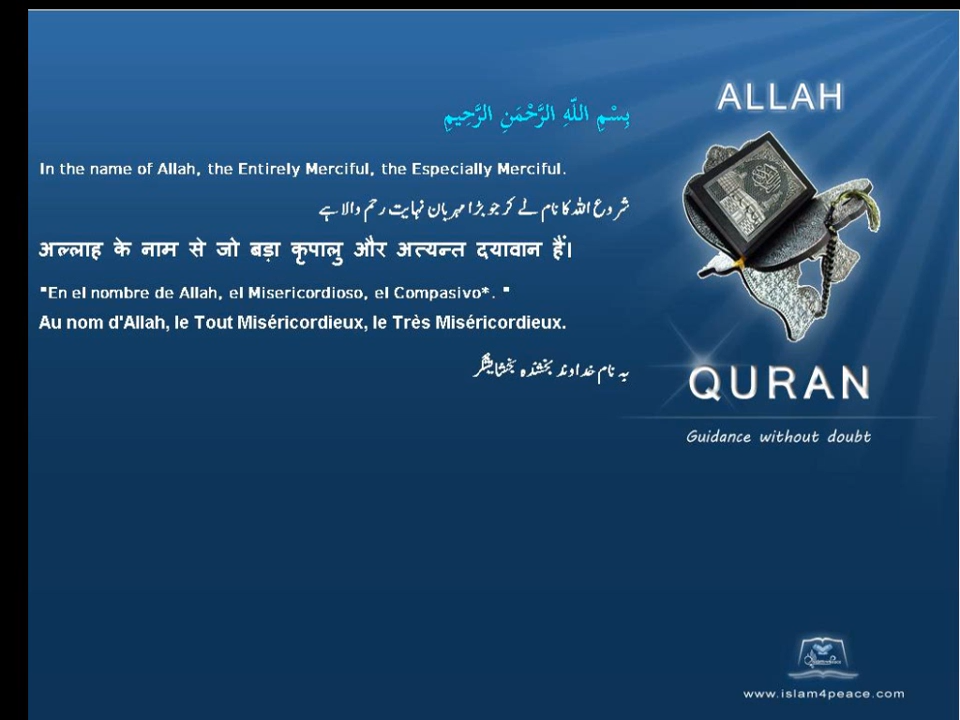 بِسْمِ اللَّهِ الرَّحْمَنِ الرَّحِيمِ
In the name of Allah, the Entirely Merciful, the Especially Merciful.
شروع الله کا نام لے کر جو بڑا مہربان نہایت رحم والا ہے
अल्लाह के नाम से जो बड़ा कृपालु और अत्यन्त दयावान हैं।
"En el nombre de Allah, el Misericordioso, el Compasivo*. "
Au nom d'Allah, le Tout Miséricordieux, le Très Miséricordieux.
به نام خداوند بخشنده بخشایشگر
ALLAH
QURAN
Guidance without doubt
www.islam4peace.com